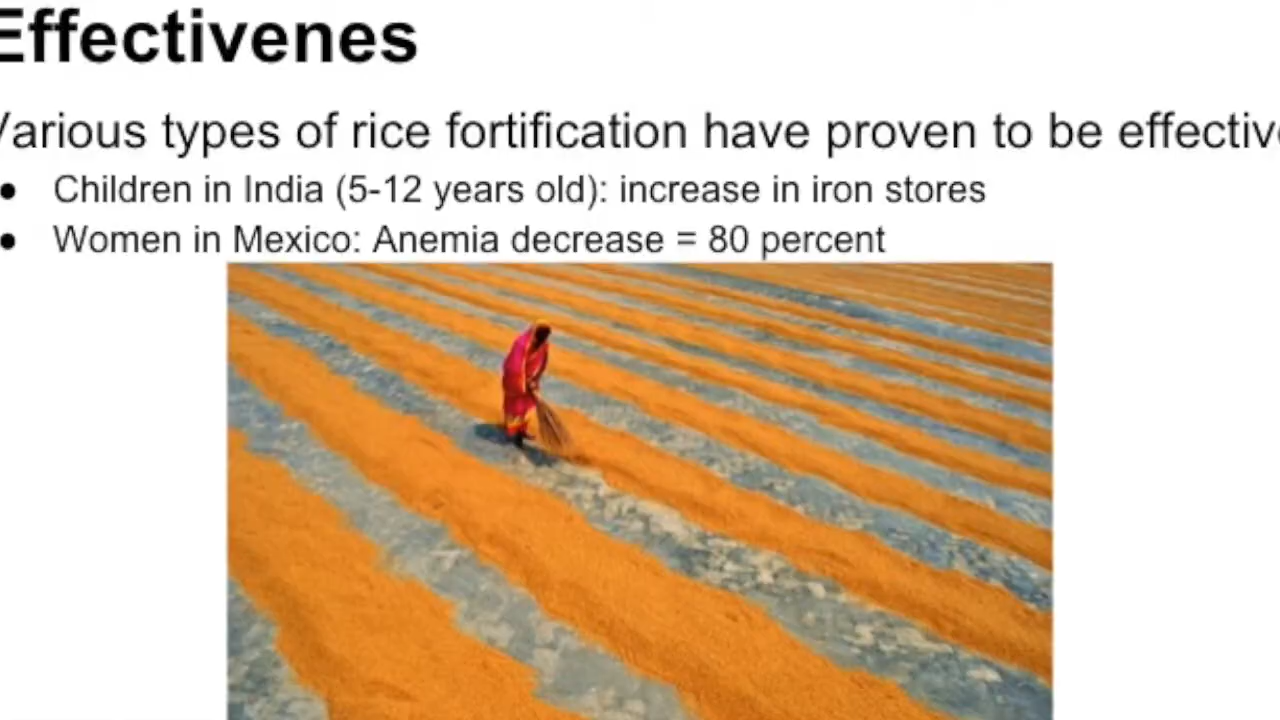 Effectivenes
Various types of rice fortification have proven to be effective
• Children in India (5-12 years old): increase in iron stores
• Women in Mexico: Anemia decrease = 80 percent